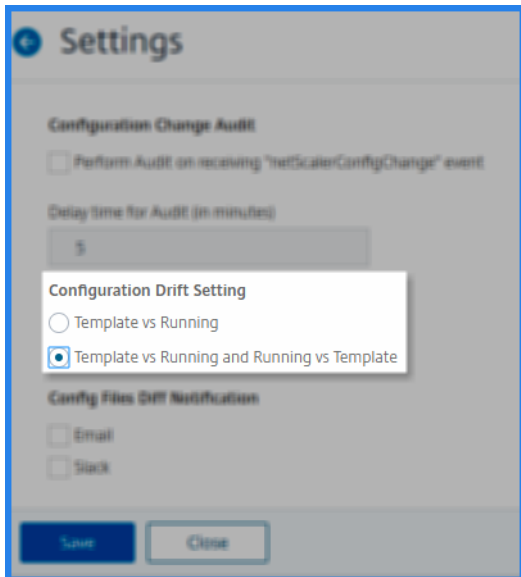 Settings
Configuration Change Audit
Perform Audit on receiving "netScalerConfigChange" event
Delay time for Audit (in minutes)
5
Configuration Drift Setting
Template vs Running
Template vs Running and Running vs Template
Config Files Diff Notification
Email
Slack
Save
Close